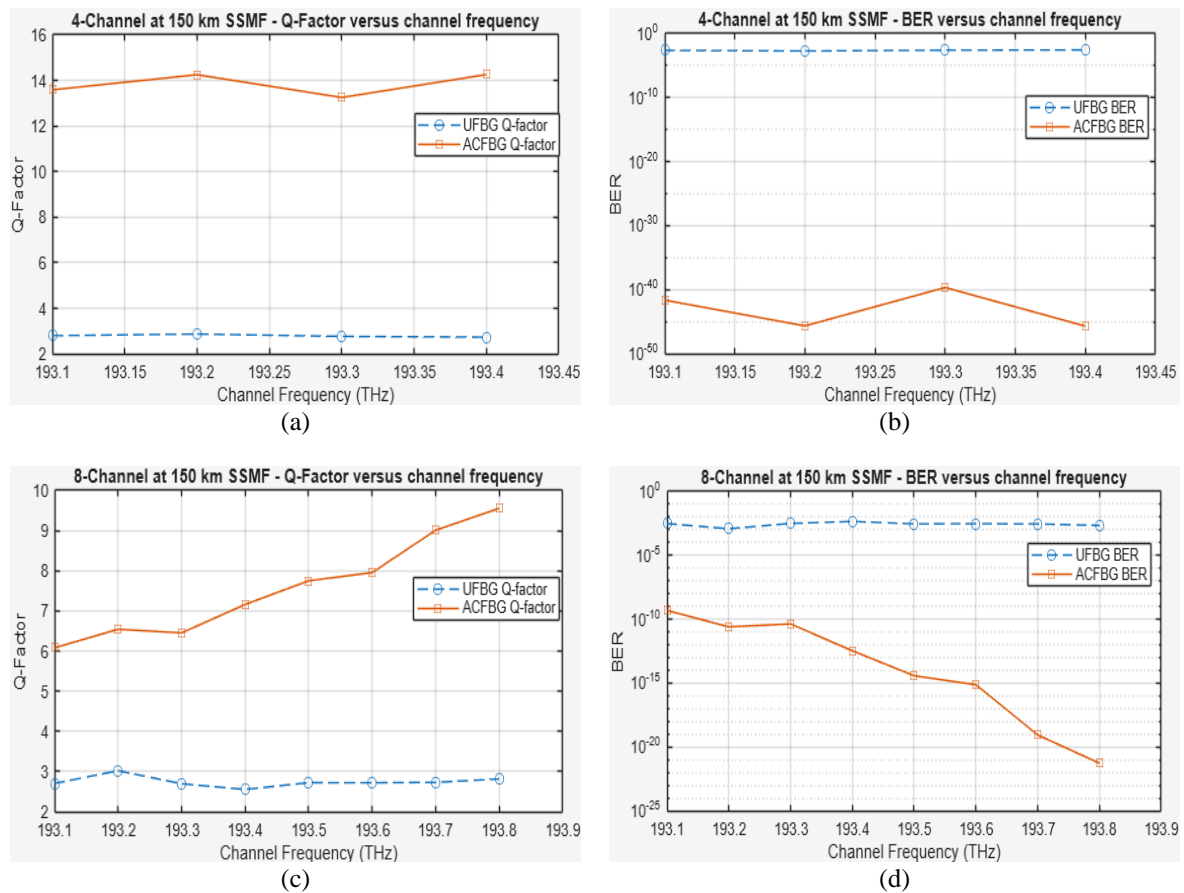 4-Channel at 150 km SSMF - Q-Factor versus channel frequency
16
14
12
10
8
6
4
2
Q-Factor
UFBG Q-factor
ACFBG Q-factor
193.1 193.15 193.2 193.25 193.3 193.35 193.4 193.45
Channel Frequency (THz)
(a)
4-Channel at 150 km SSMF - BER versus channel frequency
10^0
10^-10
10^-20
10^-30
10^-40
10^-50
BER
UFBG BER
ACFBG BER
193.1 193.15 193.2 193.25 193.3 193.35 193.4 193.45
Channel Frequency (THz)
(b)
8-Channel at 150 km SSMF - Q-Factor versus channel frequency
10
9
8
7
6
5
4
3
2
Q-Factor
UFBG Q-factor
ACFBG Q-factor
193.1 193.2 193.3 193.4 193.5 193.6 193.7 193.8 193.9
Channel Frequency (THz)
(c)
8-Channel at 150 km SSMF - BER versus channel frequency
10^0
10^-5
10^-10
10^-15
10^-20
10^-25
BER
UFBG BER
ACFBG BER
193.1 193.2 193.3 193.4 193.5 193.6 193.7 193.8 193.9
Channel Frequency (THz)
(d)